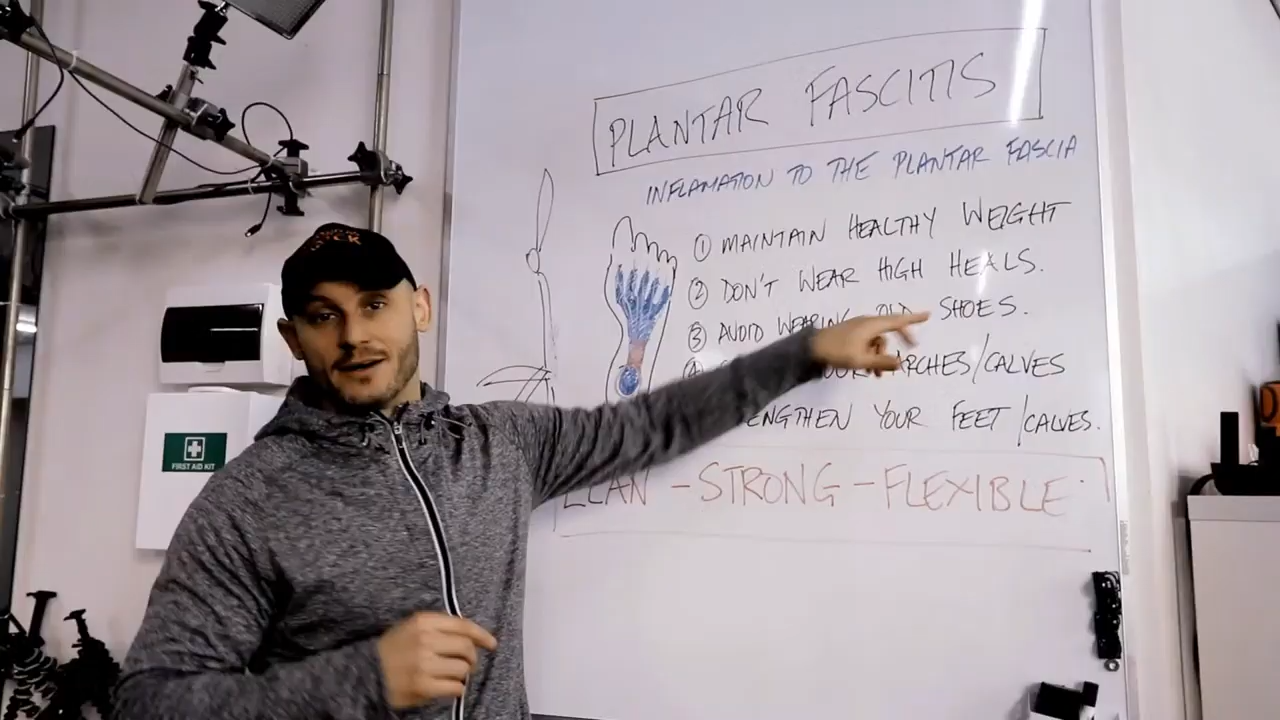 PLANTAR FASCITIS
INFLAMATION TO THE PLANTAR FASCIA
① MAINTAIN HEALTHY WEIGHT
② DON'T WEAR HIGH HEALS.
③ AVOID WEARING OLD SHOES.
ARCHES/CALVES
ENGTHEN YOUR FEET/CALVES.
LEAN - STRONG - FLEXIBLE
FIRST AID KIT